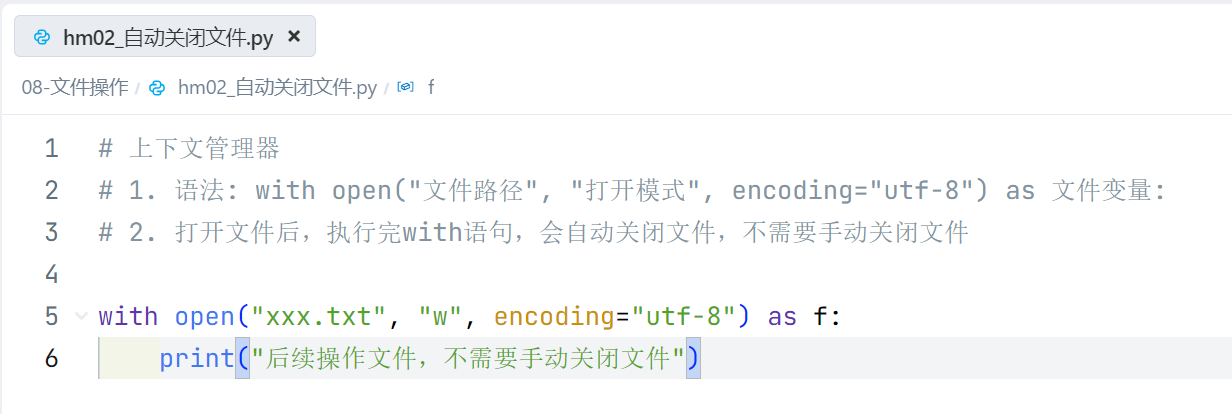 hm02_自动关闭文件.py ×
08-文件操作 / hm02_自动关闭文件.py / f
1 # 上下文管理器
2 # 1. 语法: with open("文件路径", "打开模式", encoding="utf-8") as 文件变量:
3 # 2. 打开文件后，执行完with语句，会自动关闭文件，不需要手动关闭文件
4
5 with open("xxx.txt", "w", encoding="utf-8") as f:
6     print("后续操作文件，不需要手动关闭文件")